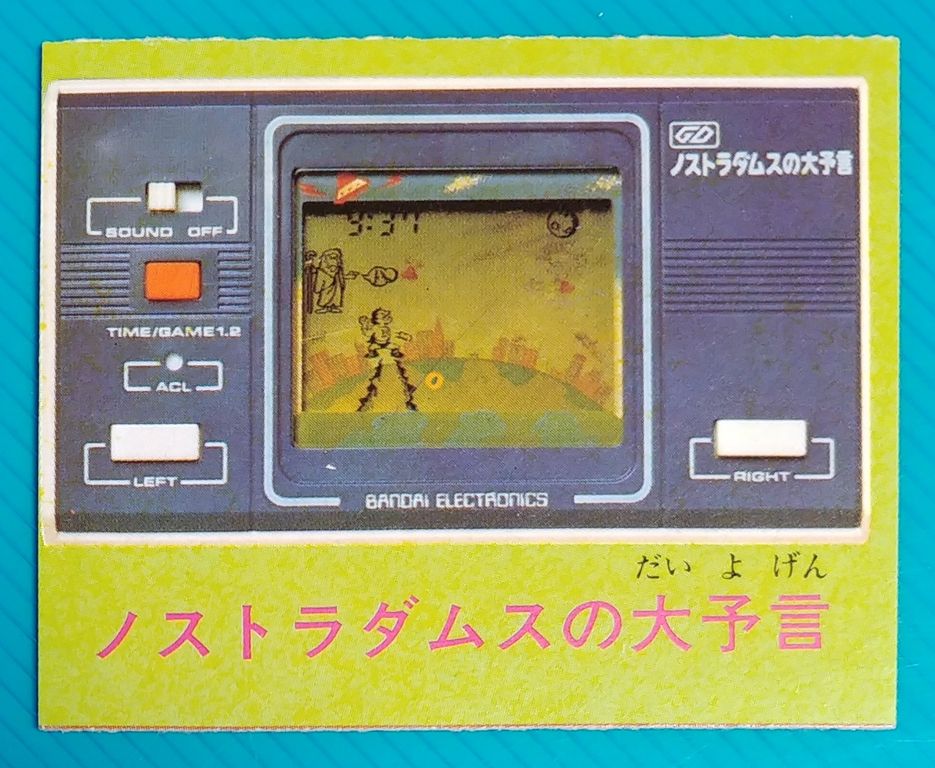 GD
ノストラダムスの大予言
SOUND OFF
TIME/GAME1.2
ACL
LEFT
RIGHT
BANDAI ELECTRONICS
だい よ げん
ノストラダムスの大予言